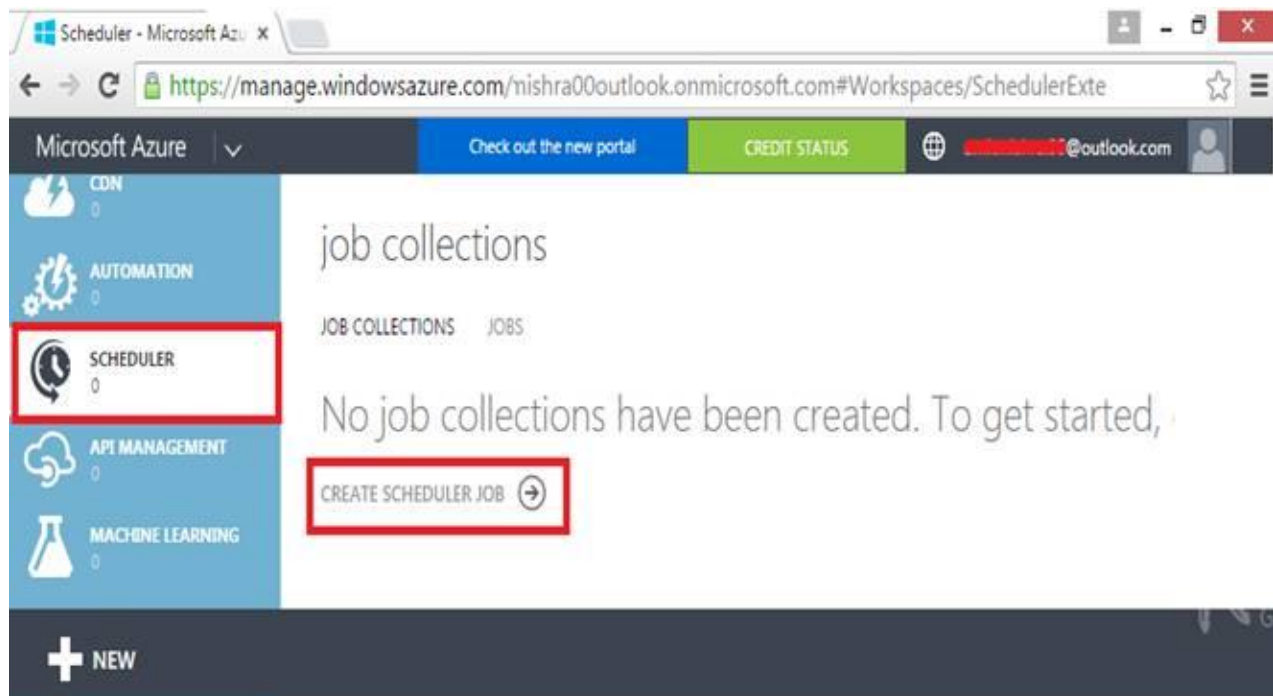 Scheduler - Microsoft Azu
https://manage.windowsazure.com/nishra00outlook.onmicrosoft.com#Workspaces/SchedulerExte
Microsoft Azure
Check out the new portal
CREDIT STATUS
@outlook.com
CDN
0
AUTOMATION
0
SCHEDULER
0
API MANAGEMENT
0
MACHINE LEARNING
0
job collections
JOB COLLECTIONS JOBS
No job collections have been created. To get started,
CREATE SCHEDULER JOB
NEW